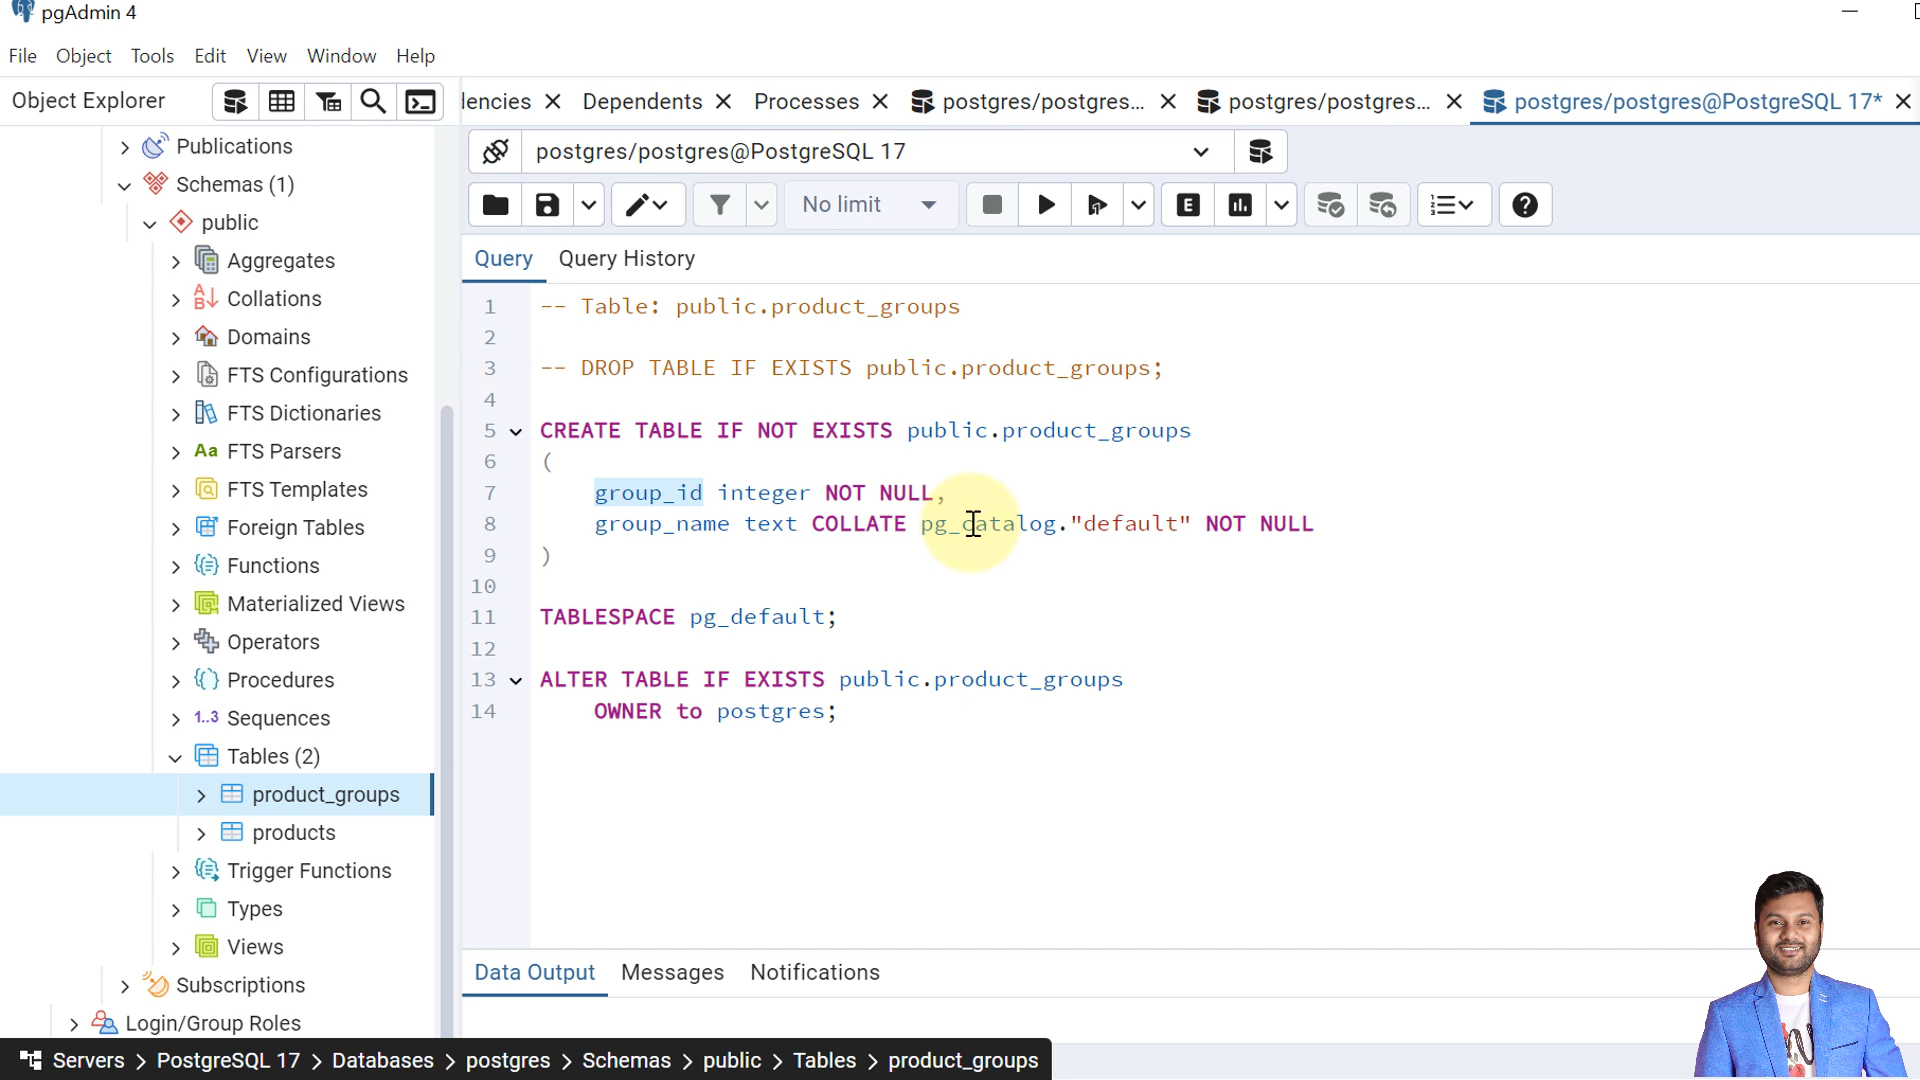 pgAdmin 4
File Object Tools Edit View Window Help
Object Explorer
lencies Dependents Processes postgres/postgres... postgres/postgres... postgres/postgres@PostgreSQL 17*
postgres/postgres@PostgreSQL 17
No limit
E
Query Query History
Publications
Schemas (1)
public
Aggregates
Collations
Domains
FTS Configurations
FTS Dictionaries
Aa FTS Parsers
FTS Templates
Foreign Tables
Functions
Materialized Views
Operators
Procedures
1..3 Sequences
Tables (2)
product_groups
products
Trigger Functions
Types
Views
Subscriptions
Login/Group Roles
1 -- Table: public.product_groups
2
3 -- DROP TABLE IF EXISTS public.product_groups;
4
5 CREATE TABLE IF NOT EXISTS public.product_groups
6 (
7 group_id integer NOT NULL,
8 group_name text COLLATE pg_catalog."default" NOT NULL
9 )
10
11 TABLESPACE pg_default;
12
13 ALTER TABLE IF EXISTS public.product_groups
14 OWNER to postgres;
Data Output Messages Notifications
Servers > PostgreSQL 17 > Databases > postgres > Schemas > public > Tables > product_groups